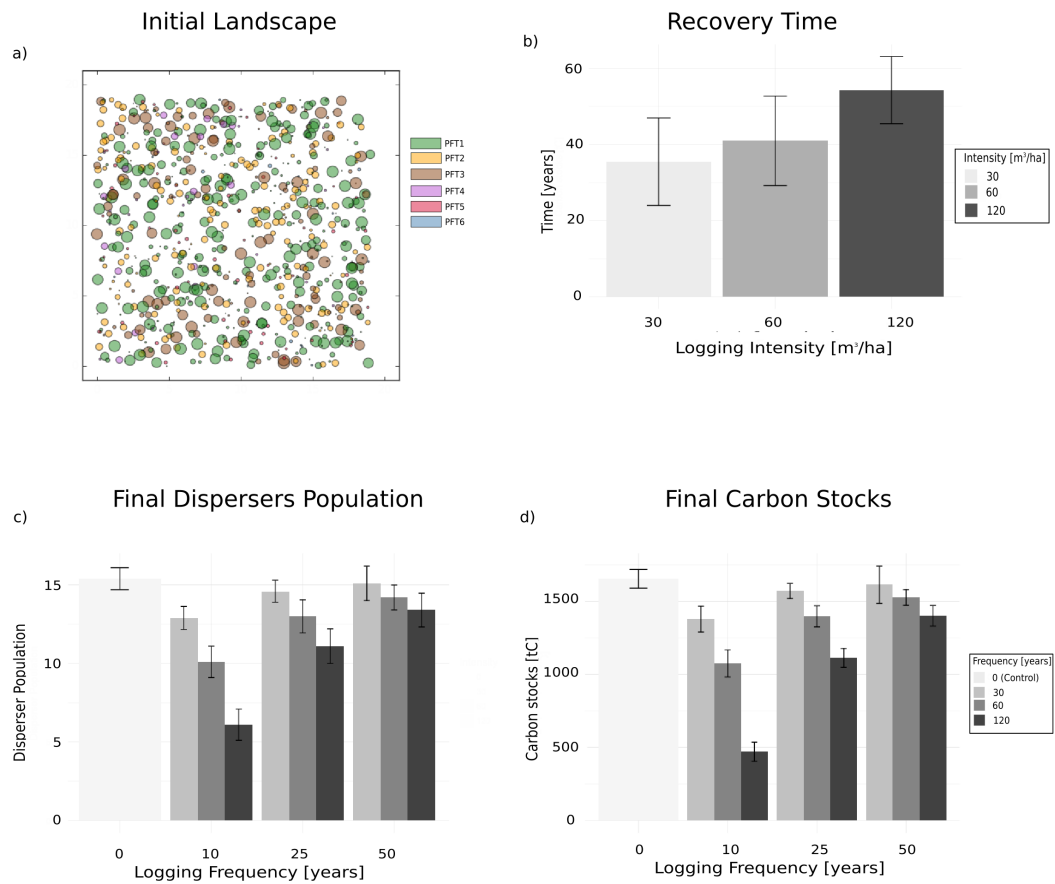 Initial Landscape
a)
PFT1
PFT2
PFT3
PFT4
PFT5
PFT6
Recovery Time
b)
60
40
20
0
Time [years]
30
60
120
Logging Intensity [m³/ha]
Intensity [m³/ha]
30
60
120
Final Dispersers Population
c)
15
10
5
0
Disperser Population
0
10
25
50
Logging Frequency [years]
Final Carbon Stocks
d)
1500
1000
500
0
Carbon stocks [tC]
0
10
25
50
Logging Frequency [years]
Frequency [years]
0 (Control)
30
60
120